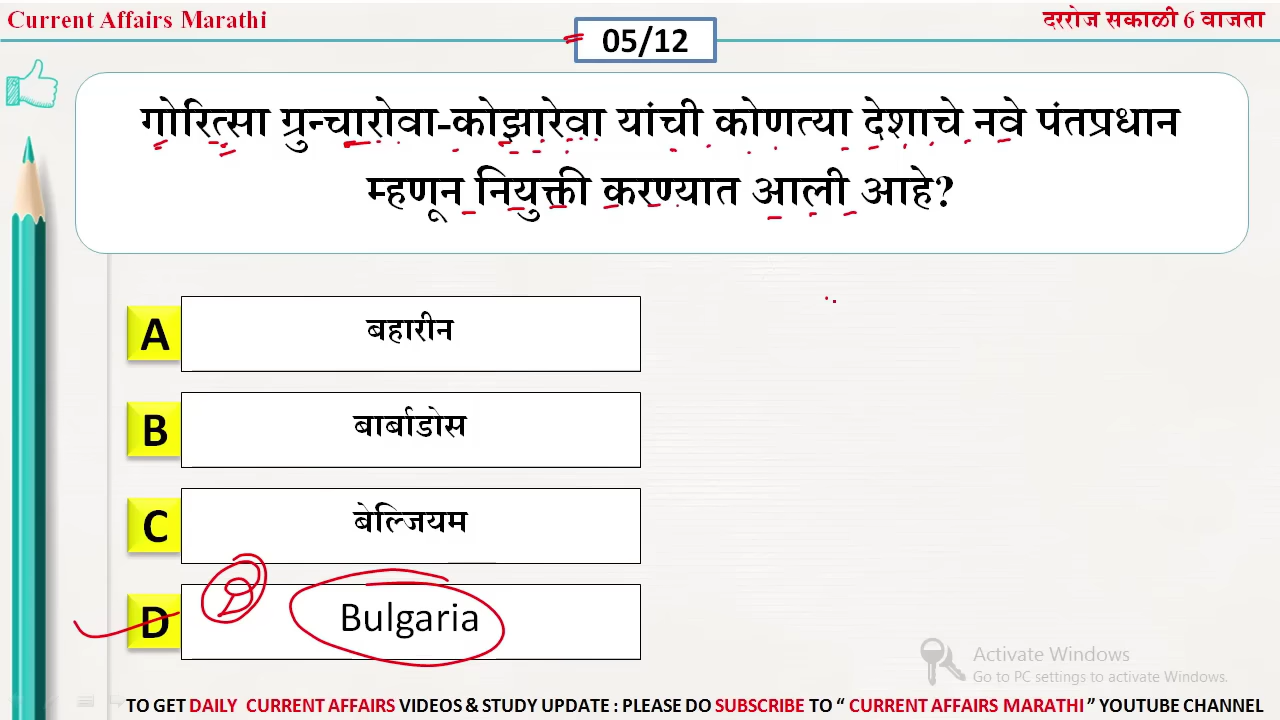 Current Affairs Marathi
दररोज सकाळी 6 वाजता
05/12
गोरित्सा ग्रुन्चारोवा-कोझारेवा यांची कोणत्या देशाचे नवे पंतप्रधान
म्हणून नियुक्ती करण्यात आली आहे?
A
बहारीन
B
बार्बाडोस
C
बेल्जियम
D
Bulgaria
Activate Windows
Go to PC settings to activate Windows.
TO GET DAILY CURRENT AFFAIRS VIDEOS & STUDY UPDATE : PLEASE DO SUBSCRIBE TO “ CURRENT AFFAIRS MARATHI ” YOUTUBE CHANNEL